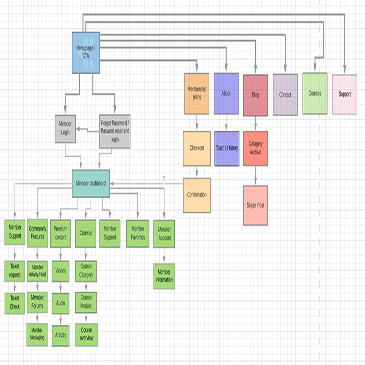 Homepage /
CTA
Membership
plans
About
Blog
Contact
Courses
Support
Member
Login
Forgot Password /
Password reset and
login
Checkout
Team / History
Category
Archive
Member dashboard
Confirmation
Single Post
Member
Support
Community
Features
Premium
content
Courses
Member
Support
Member
Favorites
Member
Account
Ticket
request
Member
Activity Feed
Videos
Course
Category
Member
information
Ticket
Check
Member
Forums
Audio
Course
Module
Member
Messaging
Articles
Course
overview